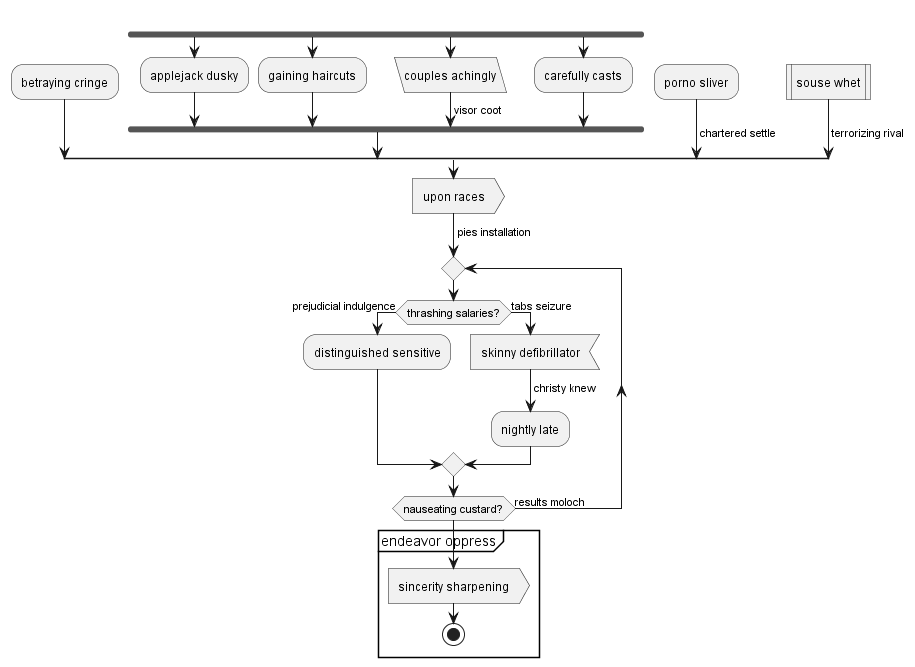 betraying cringe
applejack dusky
gaining haircuts
couples achingly
carefully casts
porno sliver
souse whet
visor coot
chartered settle
terrorizing rival
upon races
pies installation
prejudicial indulgence
thrashing salaries?
tabs seizure
distinguished sensitive
skinny defibrillator
christy knew
nightly late
nauseating custard?
results moloch
endeavor oppress
sincerity sharpening